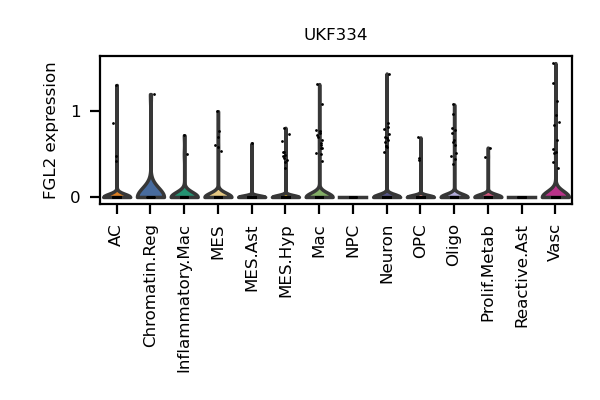 UKF334
FGL2 expression
1
0
AC
Chromatin.Reg
Inflammatory.Mac
MES
MES.Ast
MES.Hyp
Mac
NPC
Neuron
OPC
Oligo
Prolif.Metab
Reactive.Ast
Vasc